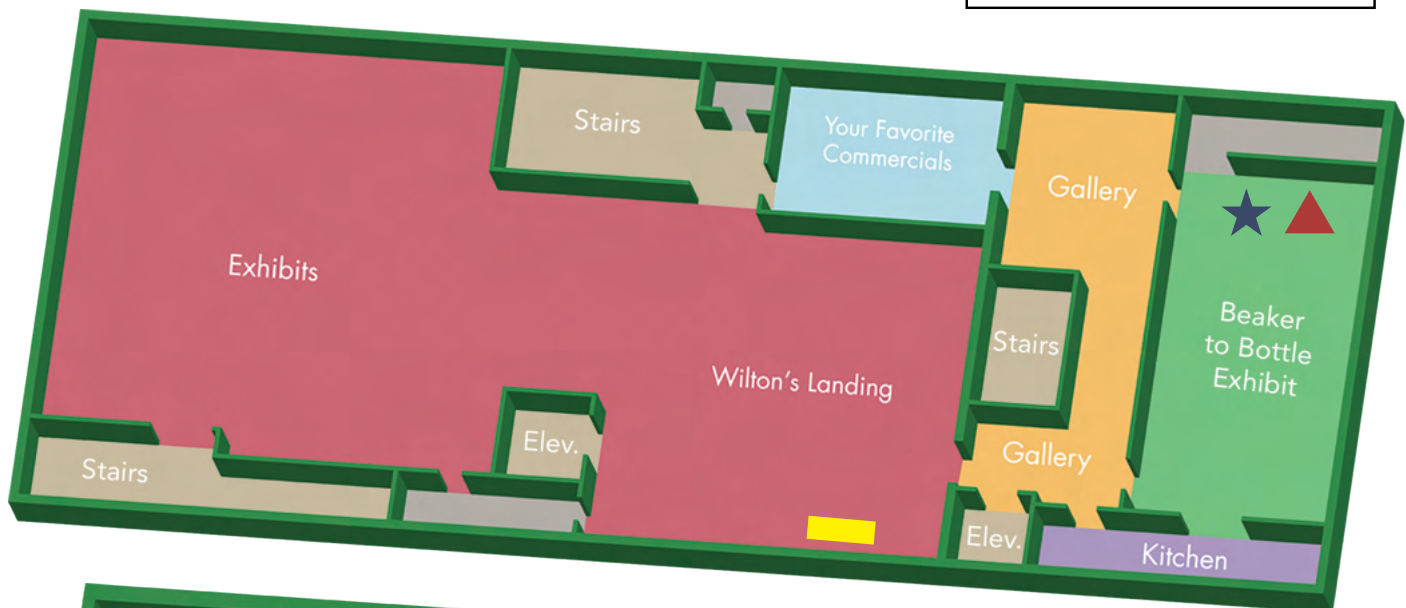 Stairs
Your Favorite
Commercials
Gallery
Exhibits
Beaker
to Bottle
Exhibit
Stairs
Wilton's Landing
Elev.
Gallery
Stairs
Elev.
Kitchen